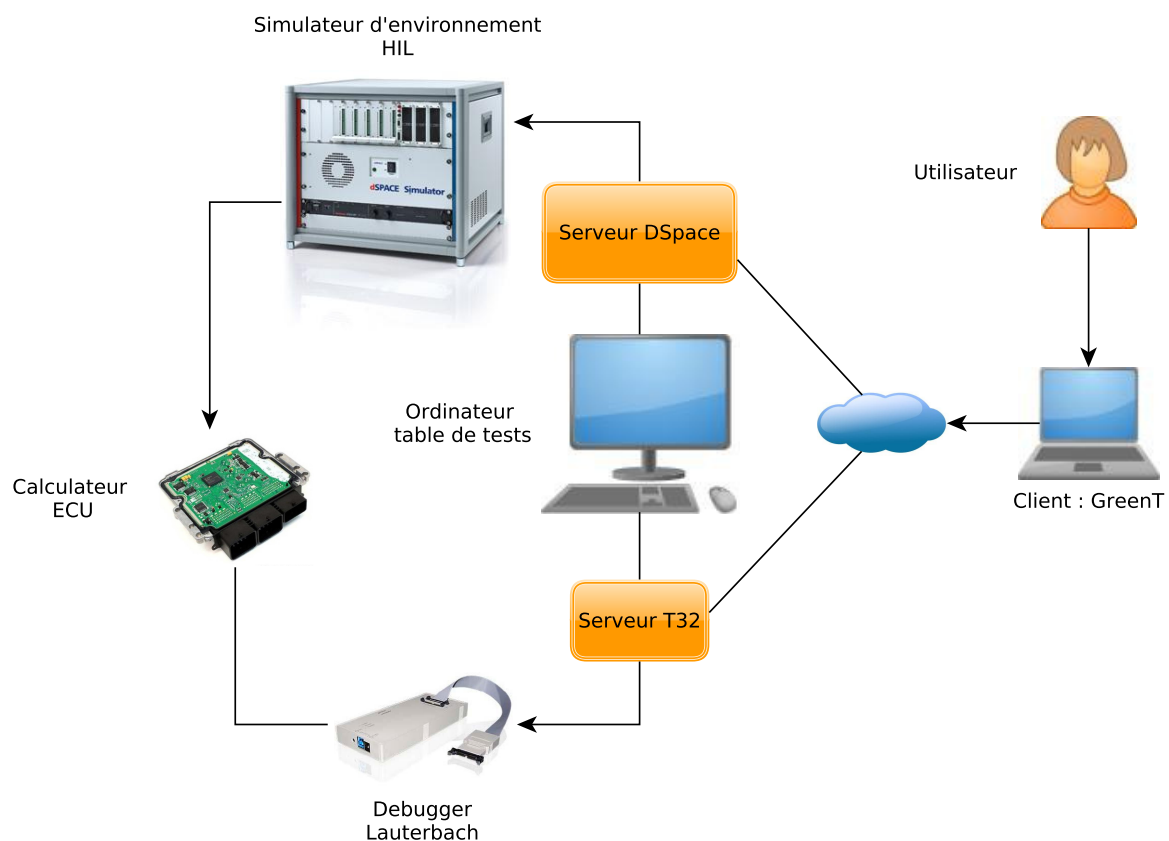 Simulateur d'environnement
HIL
dSPACE Simulator
Utilisateur
Serveur DSpace
Ordinateur
table de tests
Calculateur
ECU
Client : GreenT
Serveur T32
Debugger
Lauterbach